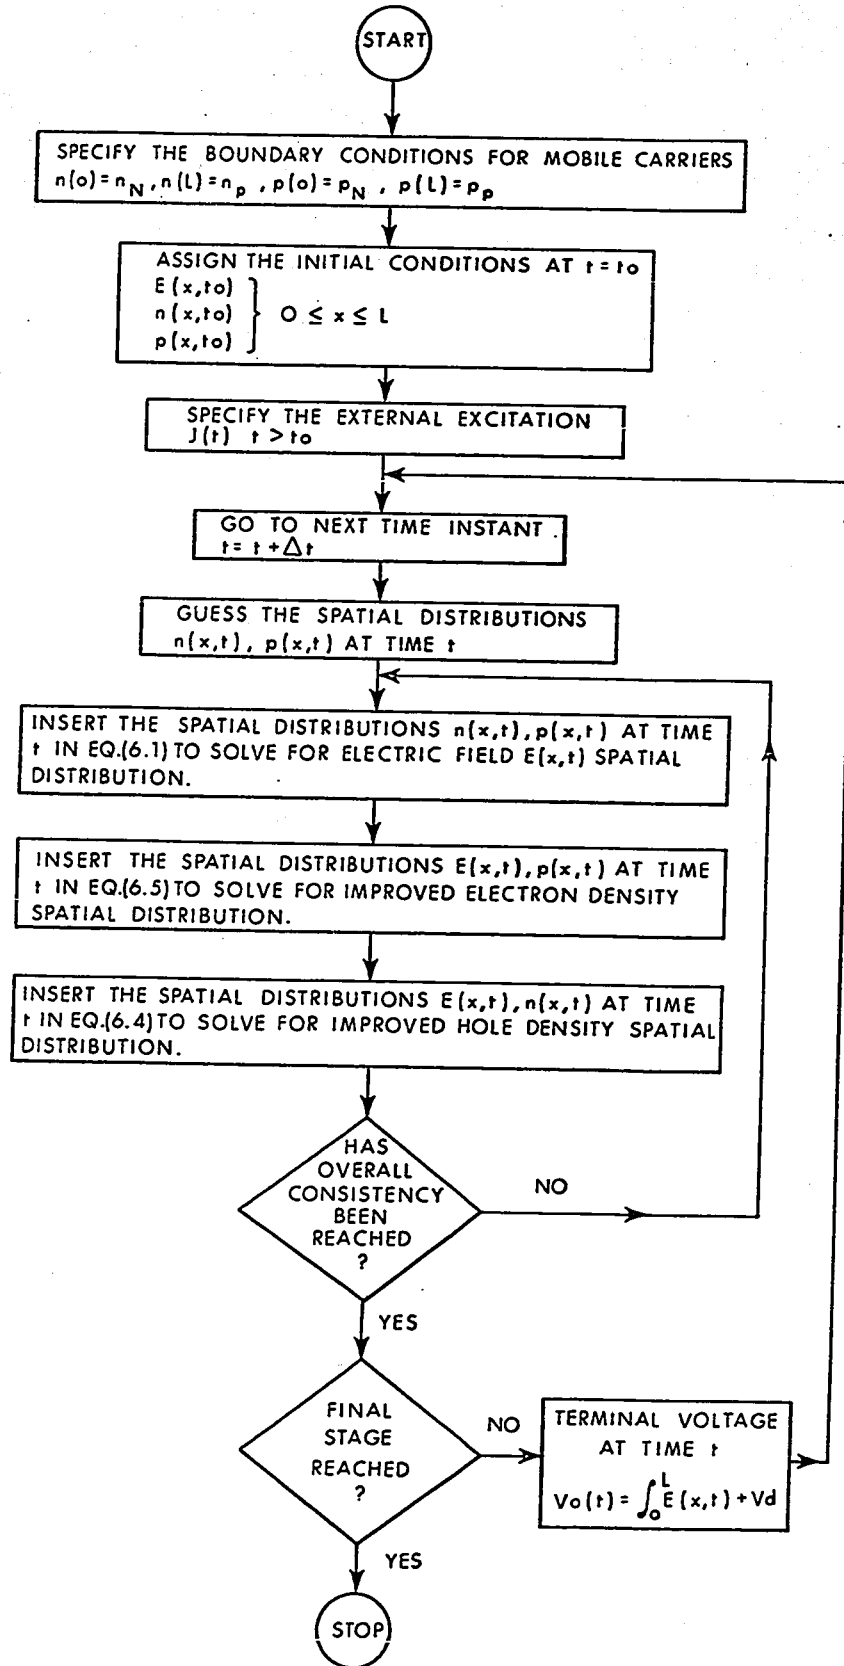 START
SPECIFY THE BOUNDARY CONDITIONS FOR MOBILE CARRIERS
n(o)=n_N, n(L)=n_p, p(o)=p_N, p(L)=p_p
ASSIGN THE INITIAL CONDITIONS AT t=to
E(x,to)
n(x,to) } O ≤ x ≤ L
p(x,to)
SPECIFY THE EXTERNAL EXCITATION
J(t) t > to
GO TO NEXT TIME INSTANT
t= t+Δt
GUESS THE SPATIAL DISTRIBUTIONS
n(x,t), p(x,t) AT TIME t
INSERT THE SPATIAL DISTRIBUTIONS n(x,t),p(x,t) AT TIME
t IN EQ.(6.1) TO SOLVE FOR ELECTRIC FIELD E(x,t) SPATIAL
DISTRIBUTION.
INSERT THE SPATIAL DISTRIBUTIONS E(x,t),p(x,t) AT TIME
t IN EQ.(6.5) TO SOLVE FOR IMPROVED ELECTRON DENSITY
SPATIAL DISTRIBUTION.
INSERT THE SPATIAL DISTRIBUTIONS E(x,t),n(x,t) AT TIME
t IN EQ.(6.4) TO SOLVE FOR IMPROVED HOLE DENSITY SPATIAL
DISTRIBUTION.
HAS
OVERALL
CONSISTENCY
BEEN
REACHED
?
NO
YES
FINAL
STAGE
REACHED
?
NO
TERMINAL VOLTAGE
AT TIME t
Vo(t) = ∫_o^L E(x,t)+Vd
YES
STOP